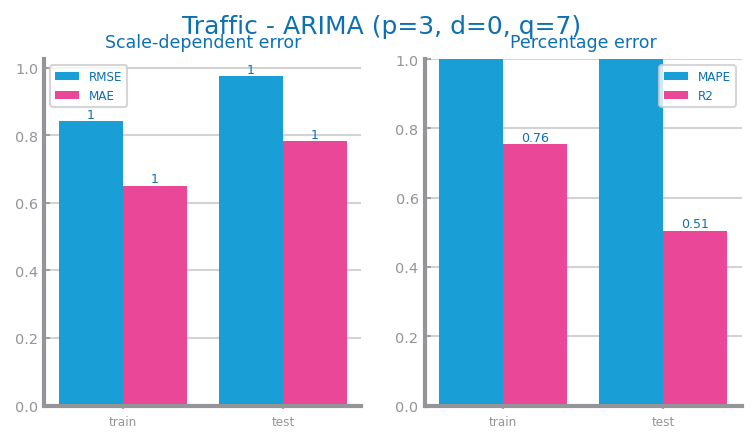 Traffic - ARIMA (p=3, d=0, q=7)
Scale-dependent error
RMSE
MAE
1.0
0.8
0.6
0.4
0.2
0.0
1
1
1
1
train
test
Percentage error
MAPE
R2
1.0
0.8
0.6
0.4
0.2
0.0
0.76
0.51
train
test